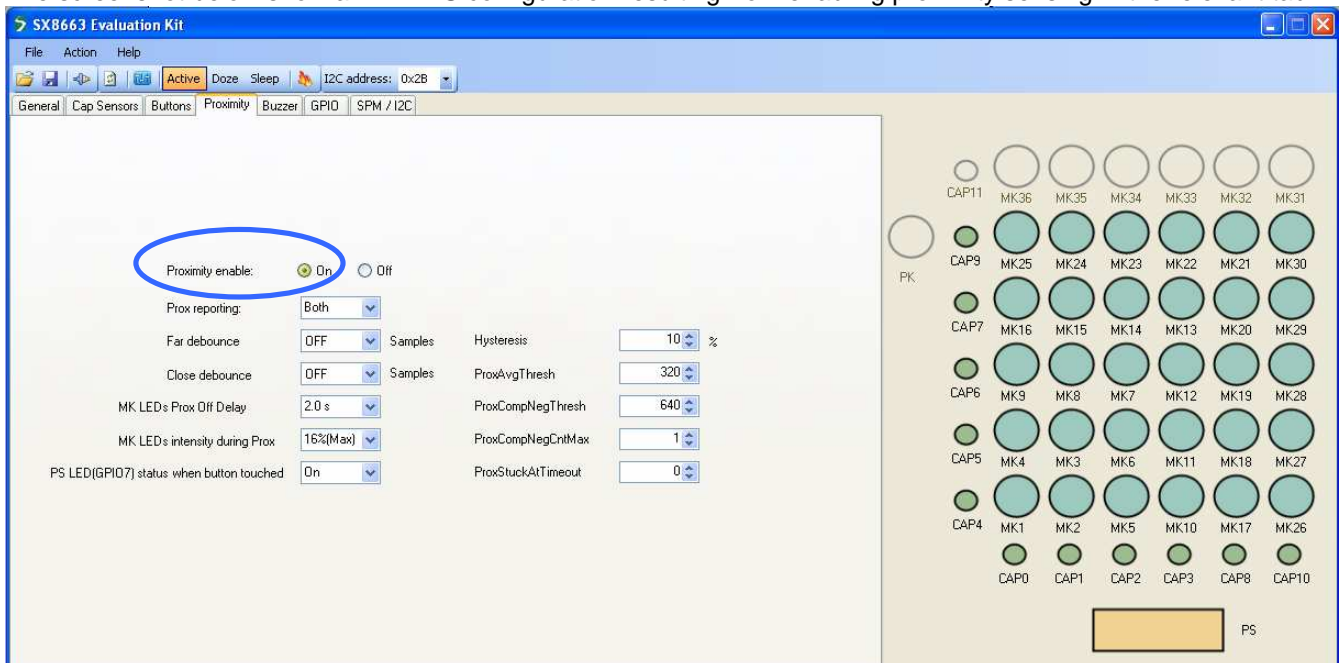 SX8663 Evaluation Kit
File Action Help
Active Doze Sleep I2C address: 0x2B
General Cap Sensors Buttons Proximity Buzzer GPIO SPM / I2C
Proximity enable: On Off
Prox reporting: Both
Far debounce OFF Samples Hysteresis 10 %
Close debounce OFF Samples ProxAvgThresh 320
MK LEDs Prox Off Delay 2.0 s ProxCompNegThresh 640
MK LEDs intensity during Prox 16%(Max) ProxCompNegCntMax 1
PS LED(GPIO7) status when button touched On ProxStuckAtTimeout 0
CAP11 MK36 MK35 MK34 MK33 MK32 MK31
PK
CAP9 MK25 MK24 MK23 MK22 MK21 MK30
CAP7 MK16 MK15 MK14 MK13 MK20 MK29
CAP6 MK9 MK8 MK7 MK12 MK19 MK28
CAP5 MK4 MK3 MK6 MK11 MK18 MK27
CAP4 MK1 MK2 MK5 MK10 MK17 MK26
CAP0 CAP1 CAP2 CAP3 CAP8 CAP10
PS